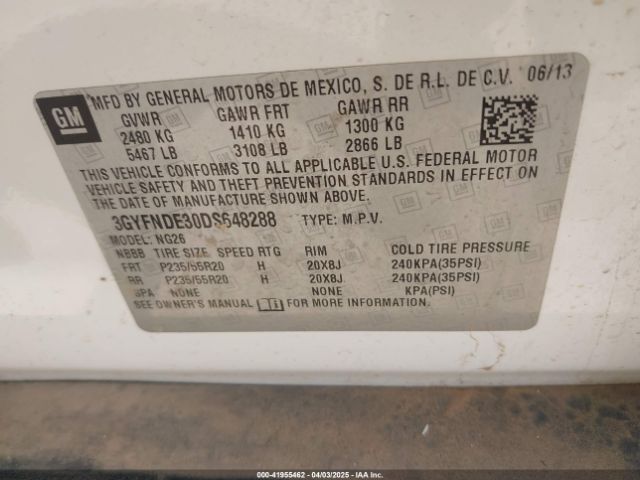 GM
MFD BY GENERAL MOTORS DE MEXICO, S. DE R.L. DE C.V. 06/13
GVWR GAWR FRT GAWR RR
2480 KG 1410 KG 1300 KG
5467 LB 3108 LB 2866 LB
THIS VEHICLE CONFORMS TO ALL APPLICABLE U.S. FEDERAL MOTOR
VEHICLE SAFETY AND THEFT PREVENTION STANDARDS IN EFFECT ON
THE DATE OF MANUFACTURE SHOWN ABOVE.
3GYFNDE30DS648288 TYPE: M.P.V.
MODEL: NG26
NBBB TIRE SIZE SPEED RTG RIM COLD TIRE PRESSURE
FRT P235/55R20 H 20X8J 240KPA(35PSI)
RR P235/55R20 H 20X8J 240KPA(35PSI)
SPA NONE NONE KPA(PSI)
SEE OWNER'S MANUAL FOR MORE INFORMATION.
000-41955462 - 04/03/2025 - IAA Inc.